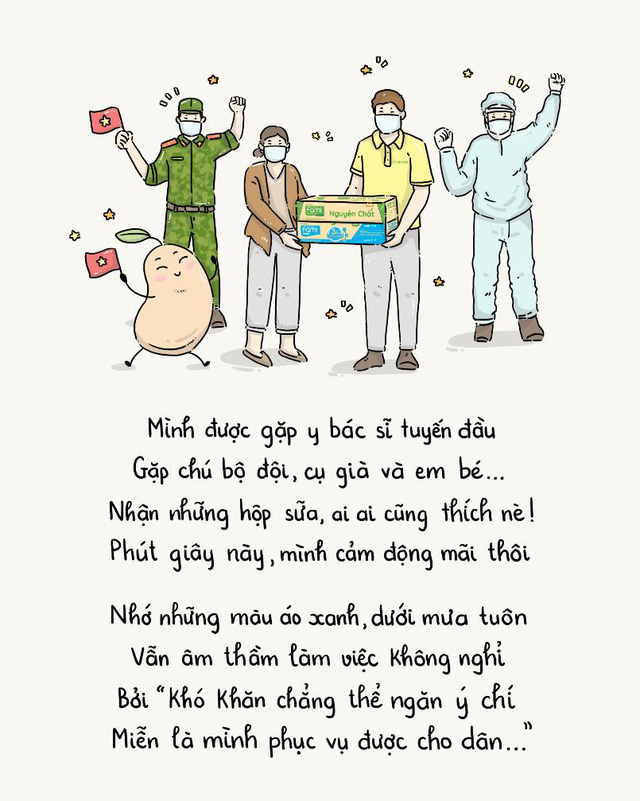 Fami
Nguyên Chất
Fami
Mình được gặp y bác sĩ tuyến đầu
Gặp chú bộ đội, cụ già và em bé...
Nhận những hộp sữa, ai ai cũng thích nè!
Phút giây này, mình cảm động mãi thôi
Nhớ những màu áo xanh, dưới mưa tuôn
Vẫn âm thầm làm việc không nghỉ
Bởi “Khó khăn chẳng thể ngăn ý chí
Miễn là mình phục vụ được cho dân...”